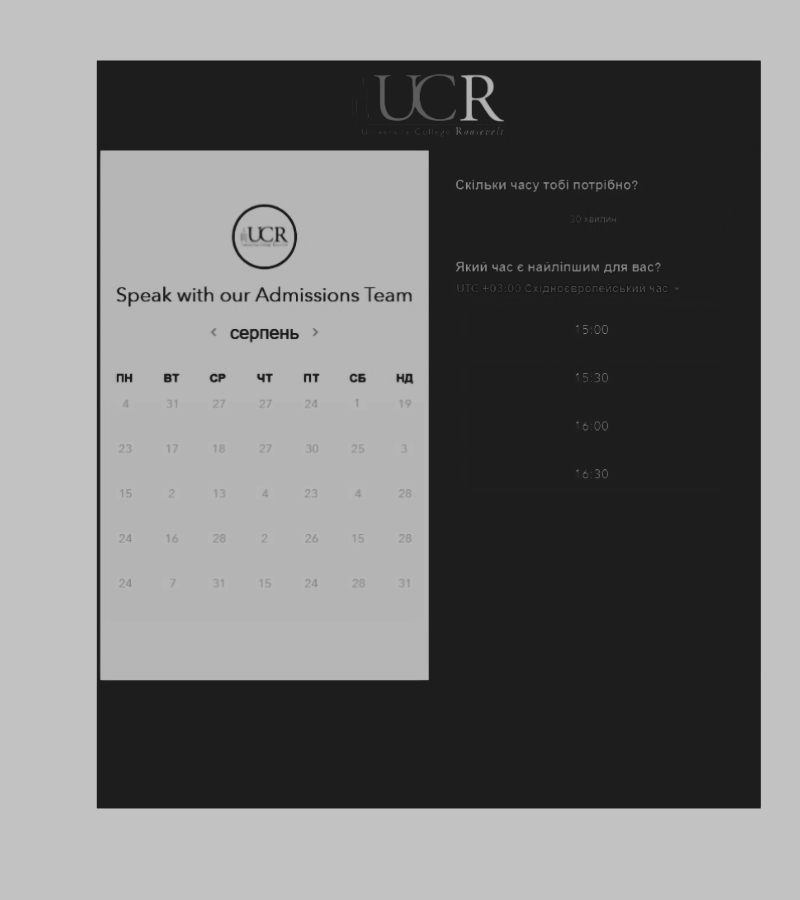 UCR
University College Roosevelt
UCR
Speak with our Admissions Team
< серпень >
ПН ВТ СР ЧТ ПТ СБ НД
4 31 27 27 24 1 19
23 17 18 27 30 25 3
15 2 13 4 23 4 28
24 16 28 2 26 15 28
24 7 31 15 24 28 31
Скільки часу тобі потрібно?
30 хвилин
Який час є найліпшим для вас?
UTC +03:00 Східноєвропейський час
15:00
15:30
16:00
16:30